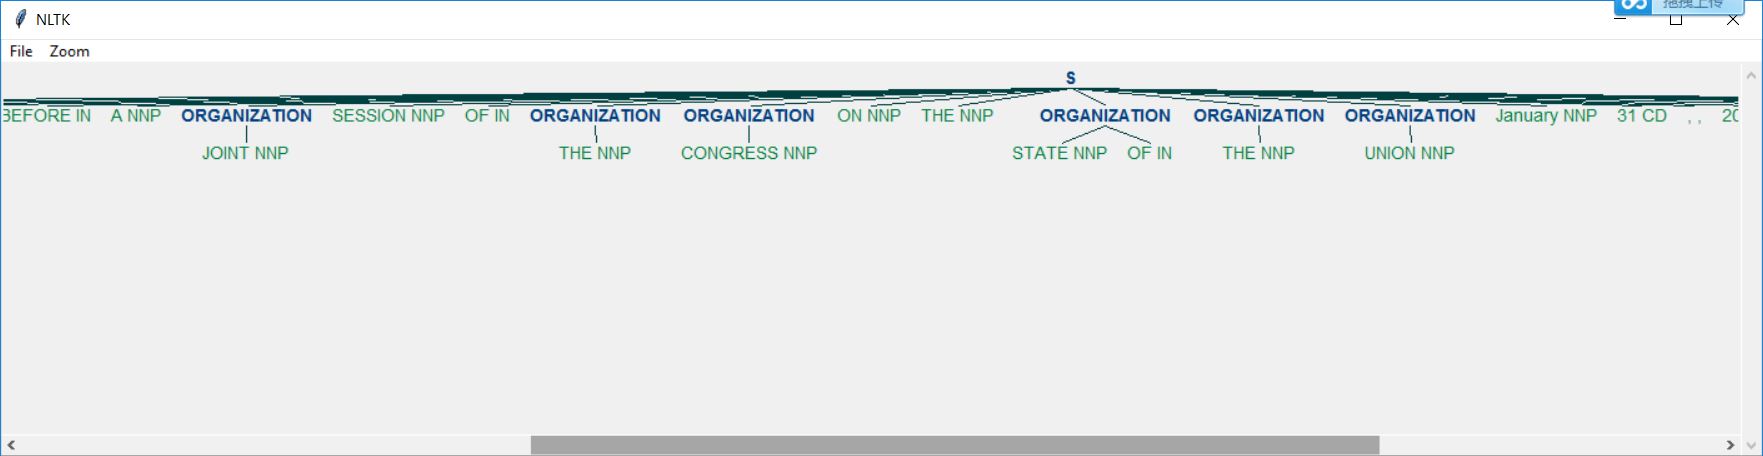 NLTK
拖拽上传
File Zoom
S
BEFORE IN A NNP ORGANIZATION SESSION NNP OF IN ORGANIZATION ORGANIZATION ON NNP THE NNP ORGANIZATION ORGANIZATION ORGANIZATION January NNP 31 CD , , 20
JOINT NNP THE NNP CONGRESS NNP STATE NNP OF IN THE NNP UNION NNP